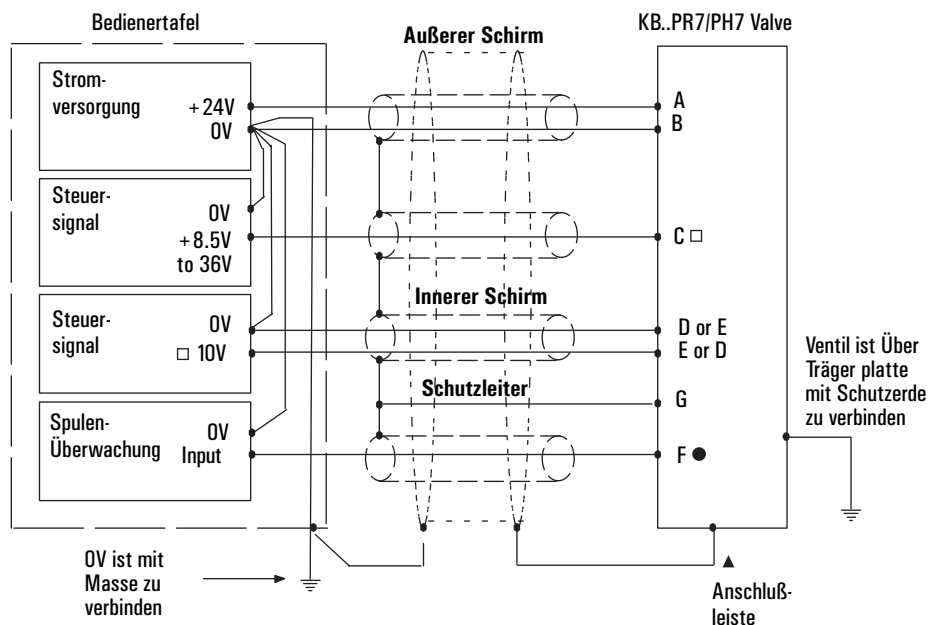 Bedienertafel
Außerer Schirm
KB..PR7/PH7 Valve
Strom-
versorgung
+24V
0V
A
B
Steuer-
signal
0V
+8.5V
to 36V
C □
Innerer Schirm
Steuer-
signal
0V
□ 10V
D or E
E or D
Schutzleiter
G
Spulen-
Überwachung
0V
Input
F ●
Ventil ist Über
Träger platte
mit Schutzerde
zu verbinden
0V ist mit
Masse zu
verbinden
▲
Anschluß-
leiste